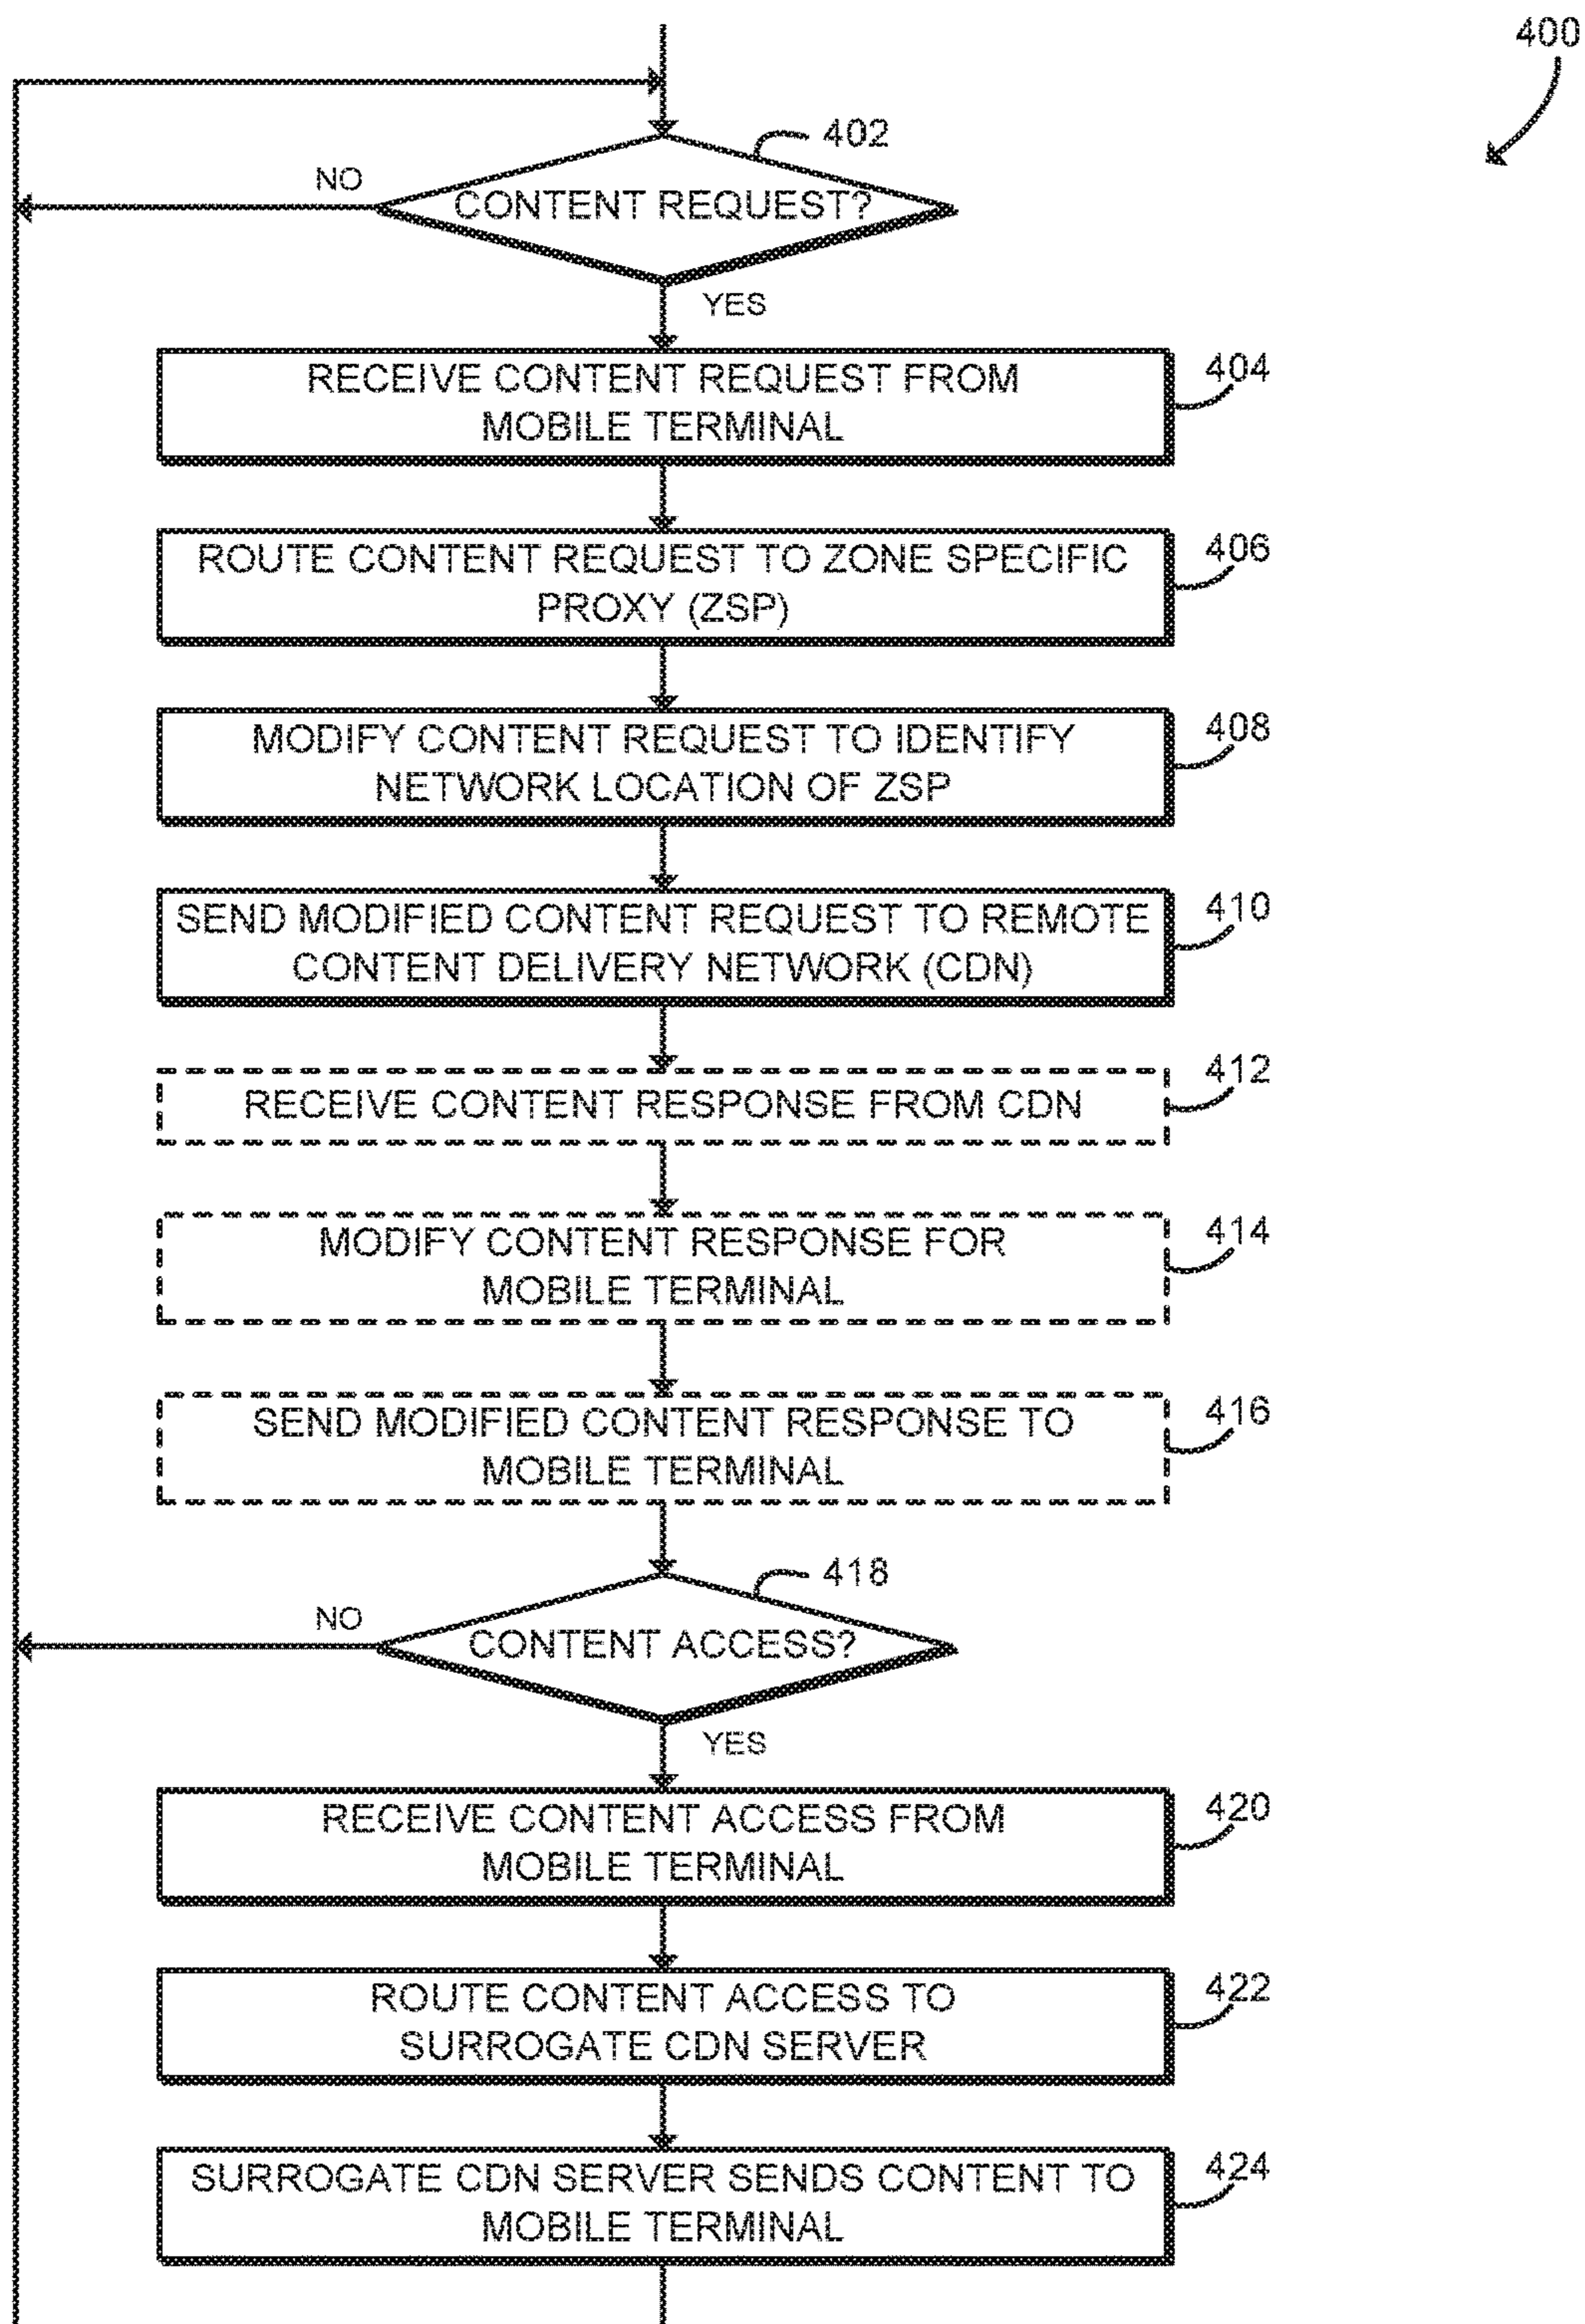 400
402
NO
CONTENT REQUEST?
YES
RECEIVE CONTENT REQUEST FROM
MOBILE TERMINAL
404
ROUTE CONTENT REQUEST TO ZONE SPECIFIC
PROXY (ZSP)
406
MODIFY CONTENT REQUEST TO IDENTIFY
NETWORK LOCATION OF ZSP
408
SEND MODIFIED CONTENT REQUEST TO REMOTE
CONTENT DELIVERY NETWORK (CDN)
410
RECEIVE CONTENT RESPONSE FROM CDN
412
MODIFY CONTENT RESPONSE FOR
MOBILE TERMINAL
414
SEND MODIFIED CONTENT RESPONSE TO
MOBILE TERMINAL
416
418
NO
CONTENT ACCESS?
YES
RECEIVE CONTENT ACCESS FROM
MOBILE TERMINAL
420
ROUTE CONTENT ACCESS TO
SURROGATE CDN SERVER
422
SURROGATE CDN SERVER SENDS CONTENT TO
MOBILE TERMINAL
424